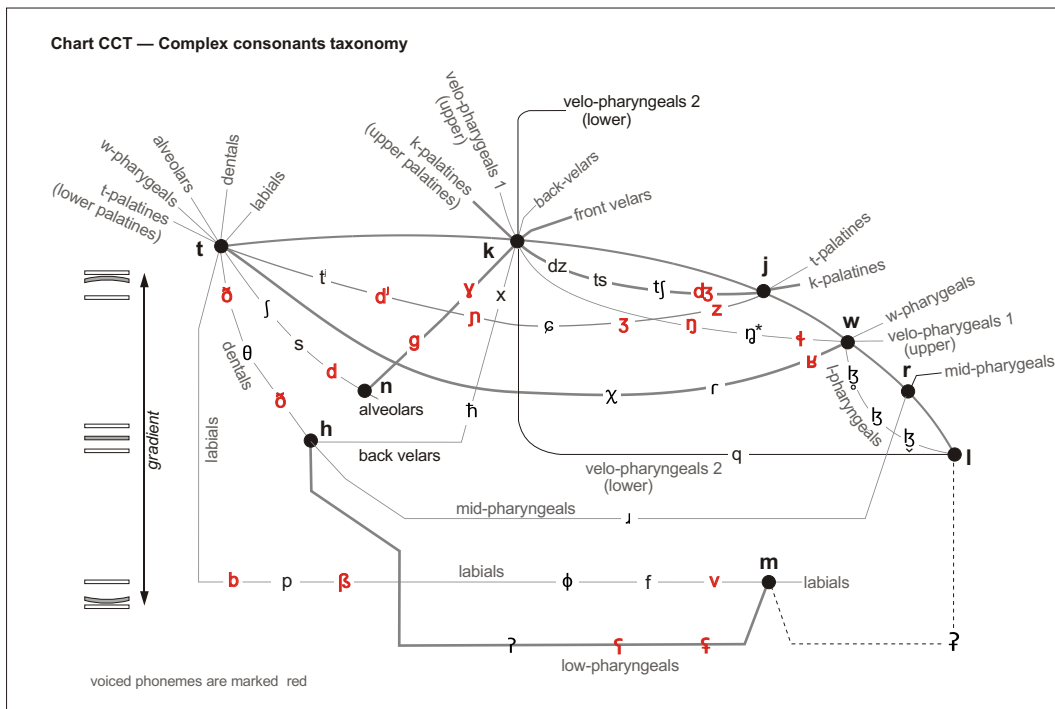 Chart CCT — Complex consonants taxonomy
velo-pharyngeals 2
(lower)
velo-pharyngeals 1
(upper)
k-palatines
(upper palatines)
back-velars
front velars
labials
dentals
alveolars
w-pharygeals
t-palatines
(lower palatines)
t
k
j
t-palatines
k-palatines
w
w-pharygeals
velo-pharygeals 1
(upper)
r
mid-pharygeals
l
l-pharyngeals
dz
ts
tʃ
ʤ
z
ð
ʃ
s
d
θ
ð
dentals
g
ɣ
x
ħ
ɲ
ɕ
ʒ
ŋ
χ
ɾ
ʁ
ɮ
n
alveolars
h
back velars
velo-pharyngeals 2
(lower)
q
mid-pharyngeals
ɹ
labials
b
p
ß
labials
ɸ
f
v
m
labials
ʔ
ʕ
low-pharyngeals
gradient
voiced phonemes are marked red